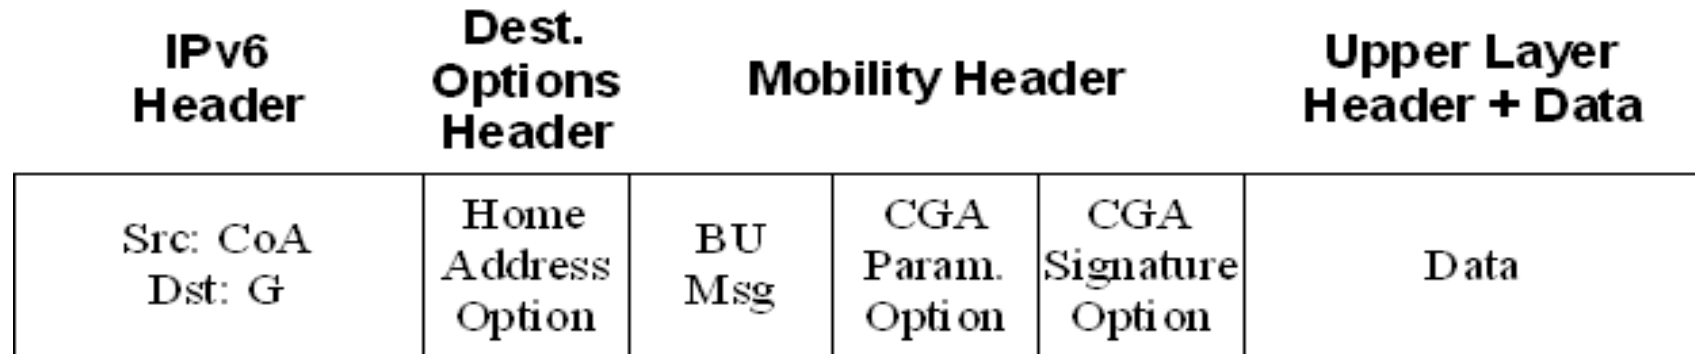 IPv6
Header
Dest.
Options
Header
Mobility Header
Upper Layer
Header + Data
Src: CoA
Dst: G
Home
Address
Option
BU
Msg
CGA
Param.
Option
CGA
Signature
Option
Data